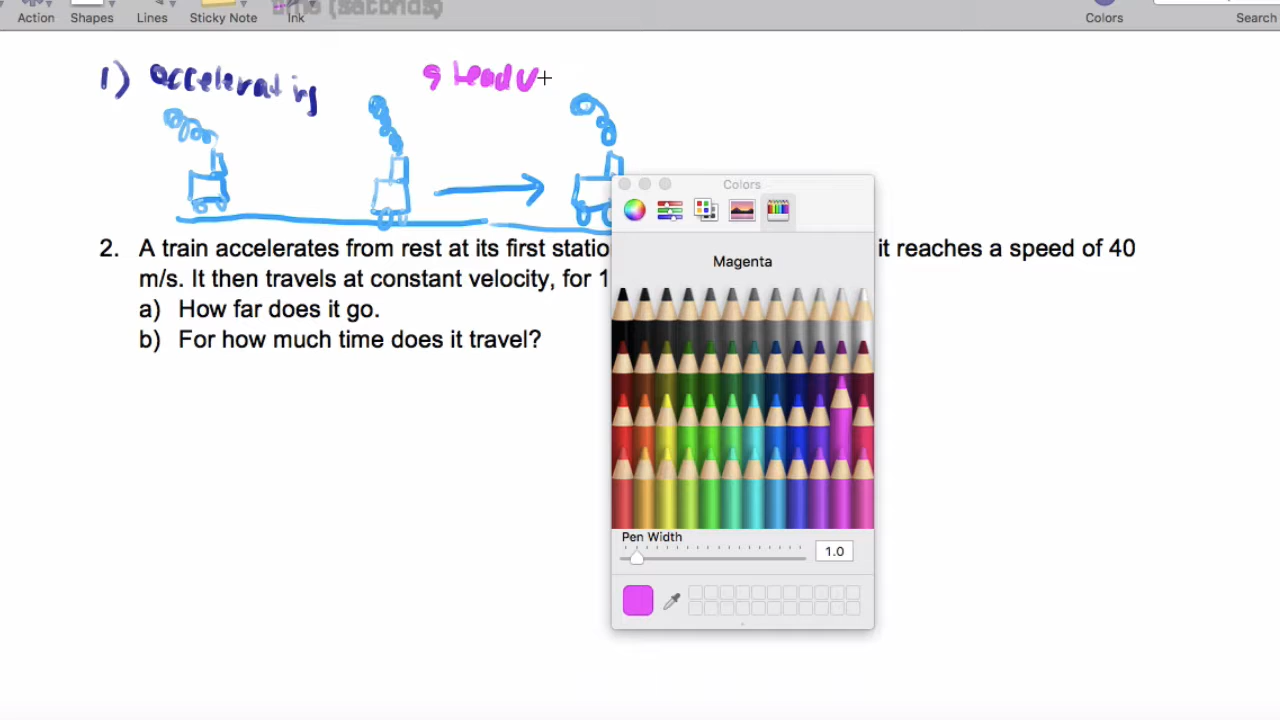 time (seconds)
Action Shapes Lines Sticky Note Ink Colors Search
1) accelerating steady
Colors
Magenta
2. A train accelerates from rest at its first statio it reaches a speed of 40
m/s. It then travels at constant velocity, for 1
a) How far does it go.
b) For how much time does it travel?
Pen Width
1.0